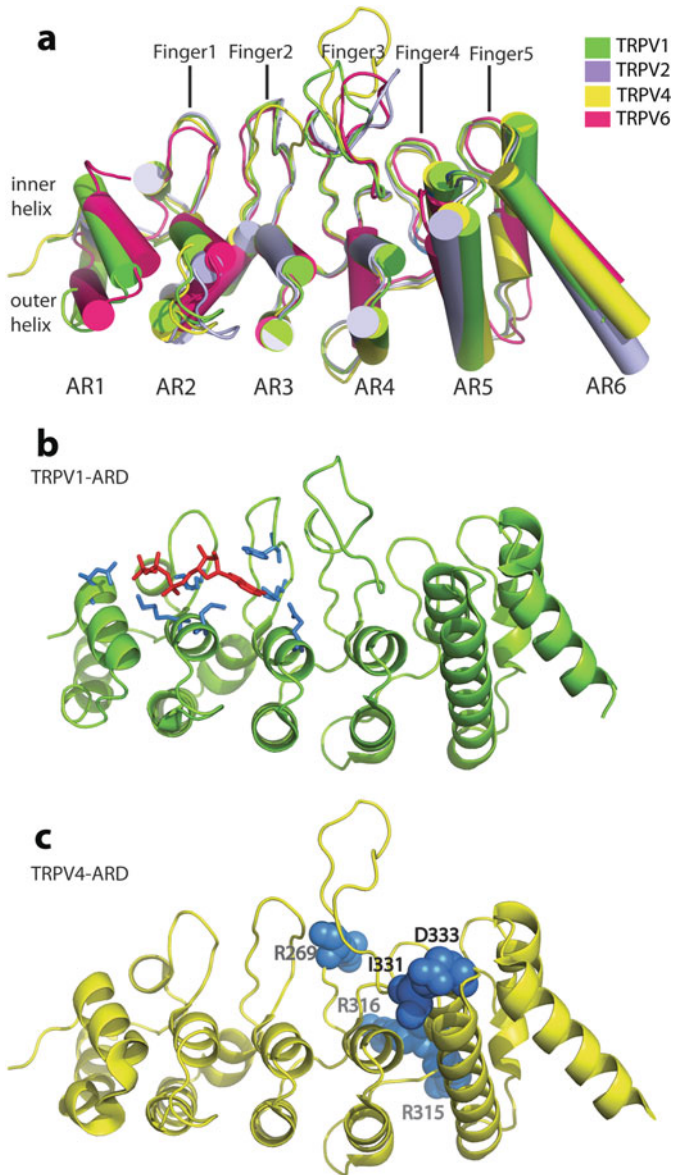 a
Finger1 Finger2 Finger3 Finger4 Finger5
TRPV1
TRPV2
TRPV4
TRPV6
inner
helix
outer
helix
AR1 AR2 AR3 AR4 AR5 AR6
b
TRPV1-ARD
c
TRPV4-ARD
D333
R269 I331
R316
R315